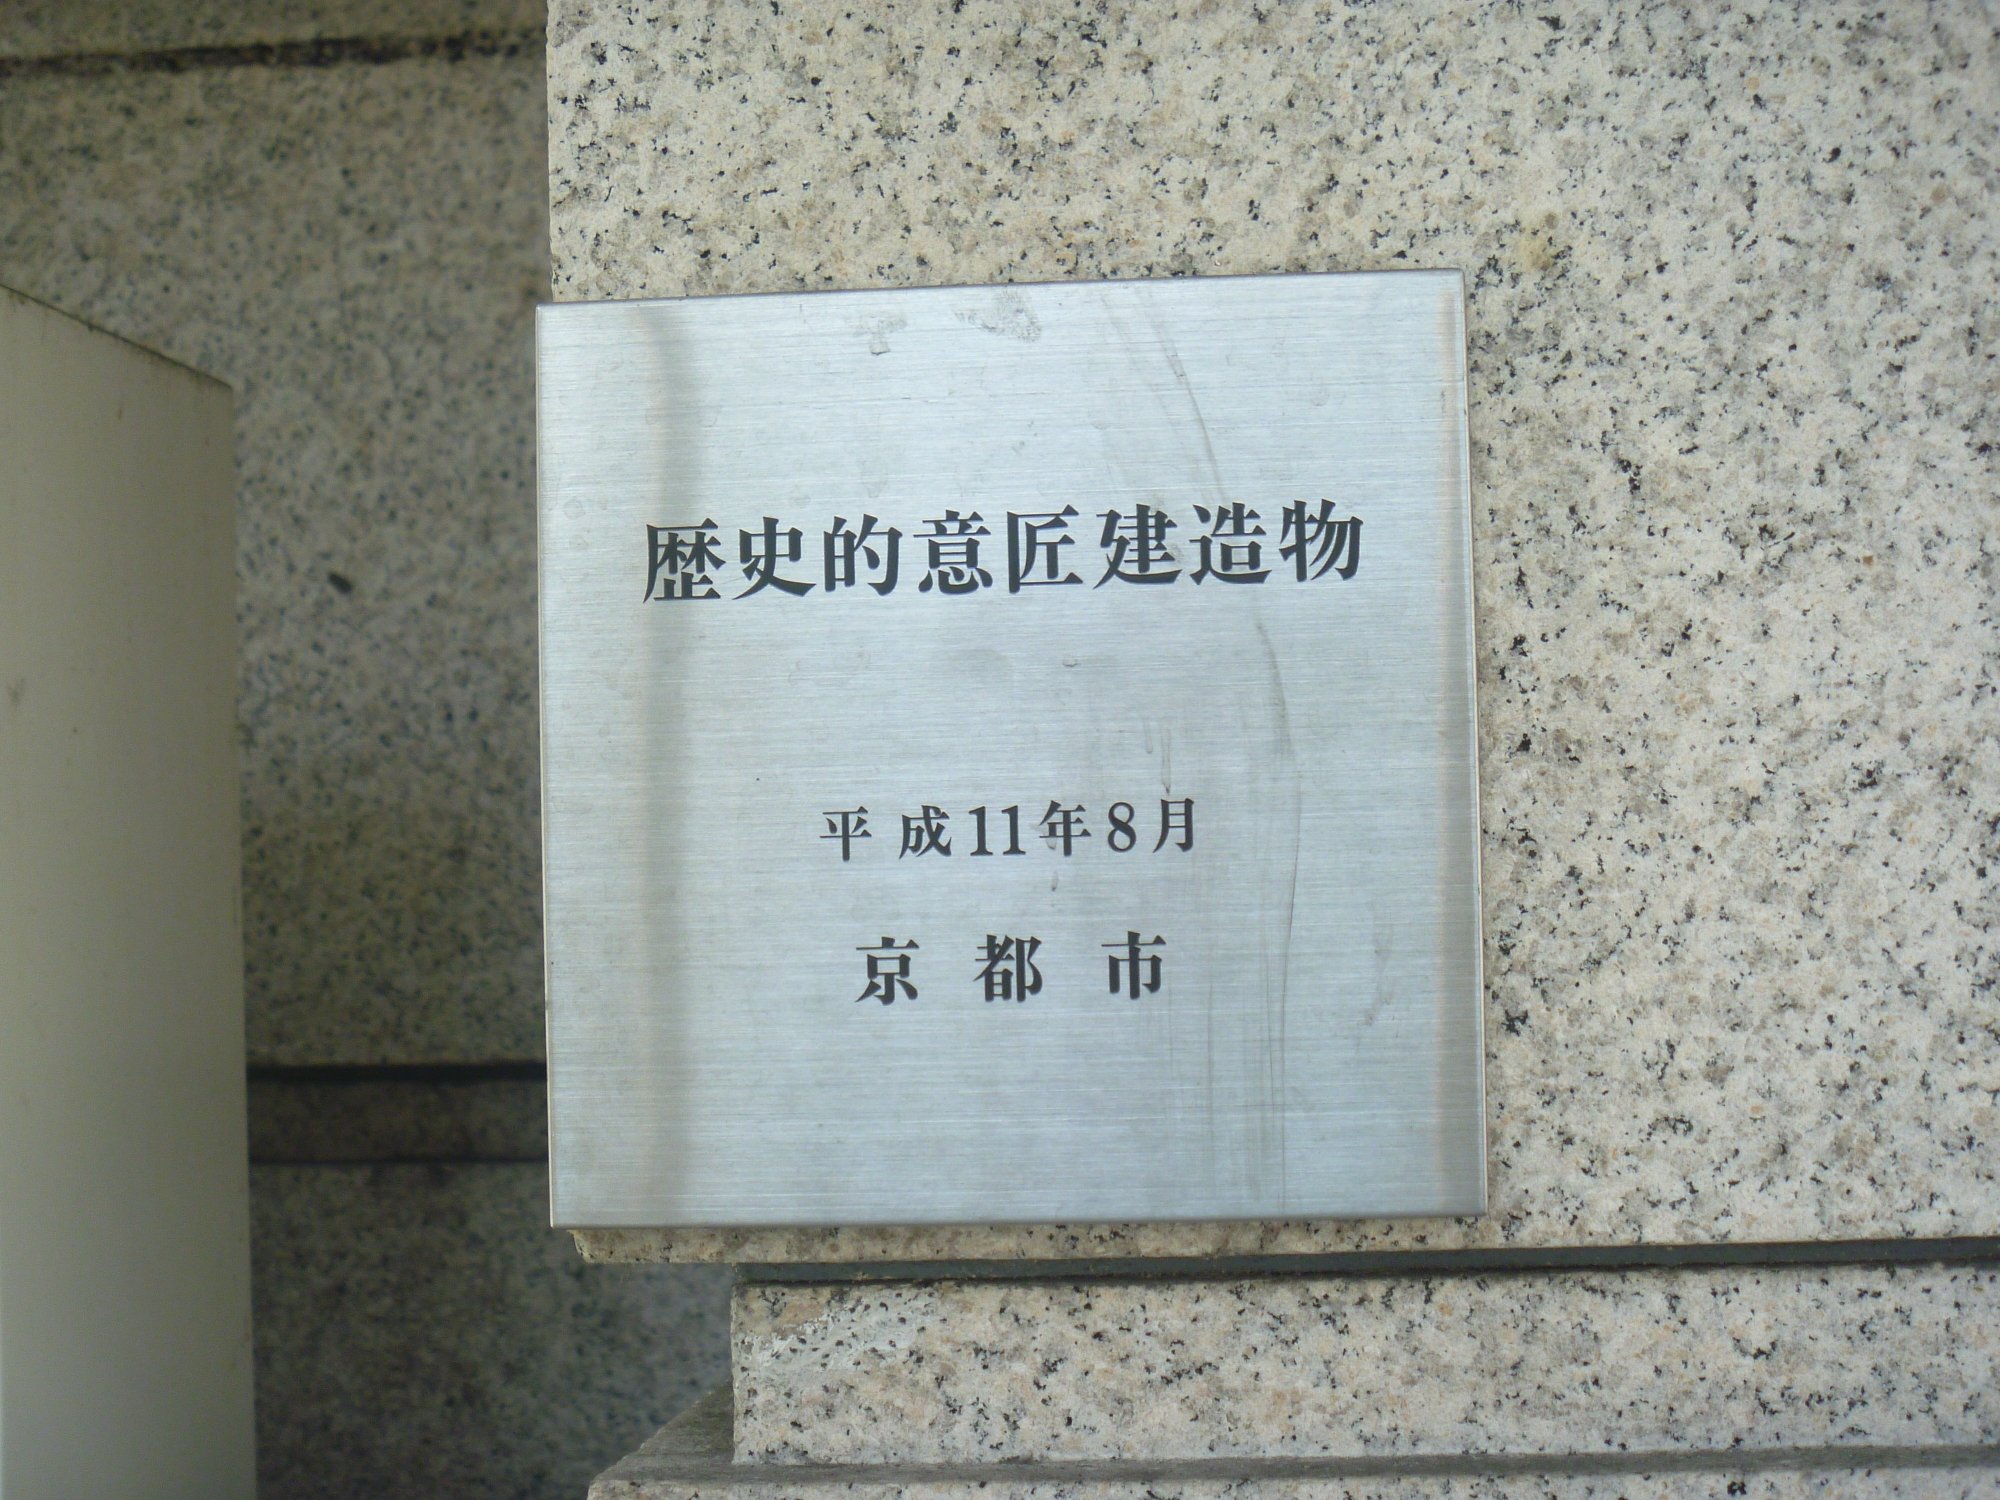 歴史的意匠建造物
平成11年8月
京都市